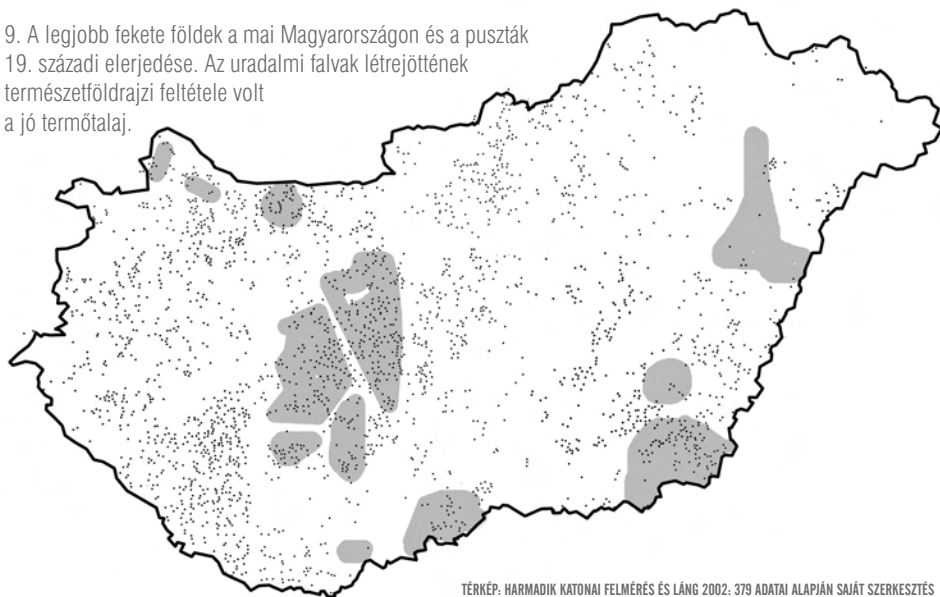 9. A legjobb fekete földek a mai Magyarországon és a puszták
19. századi elerjedése. Az uradalmi falvak létrejöttének
természetföldrajzi feltétele volt
a jó termőtalaj.
TÉRKÉP: HARMADIK KATONAI FELMÉRÉS ÉS LÁNG 2002: 379 ADATAI ALAPJÁN SAJÁT SZERKESZTÉS